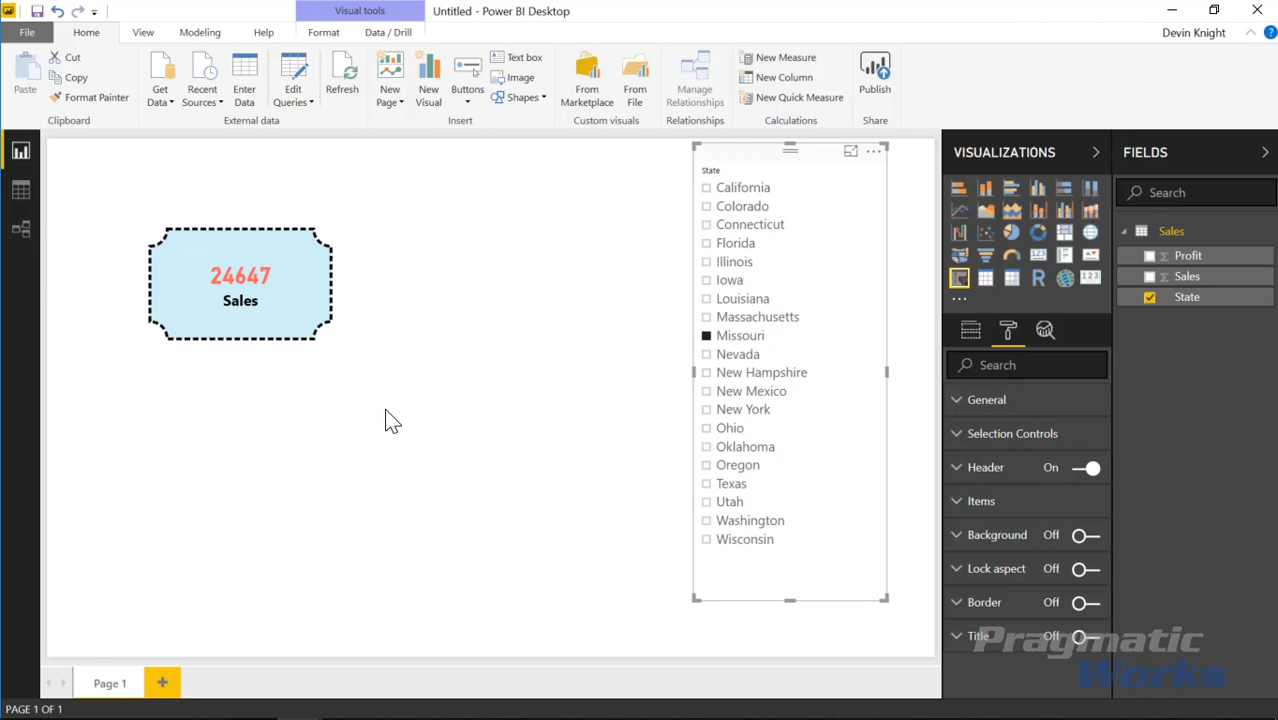 Visual tools
Untitled - Power BI Desktop
File
Home
View
Modeling
Help
Format
Data / Drill
Devin Knight
Paste
Cut
Copy
Format Painter
Clipboard
Get Data
Recent Sources
Enter Data
Edit Queries
Refresh
External data
New Page
New Visual
Buttons
Text box
Image
Shapes
Insert
From Marketplace
From File
Custom visuals
Manage Relationships
Relationships
New Measure
New Column
New Quick Measure
Calculations
Publish
Share
24647
Sales
State
California
Colorado
Connecticut
Florida
Illinois
Iowa
Louisiana
Massachusetts
Missouri
Nevada
New Hampshire
New Mexico
New York
Ohio
Oklahoma
Oregon
Texas
Utah
Washington
Wisconsin
VISUALIZATIONS
R
123
Search
General
Selection Controls
Header On
Items
Background Off
Lock aspect Off
Border Off
Title Off
FIELDS
Search
Sales
Σ Profit
Σ Sales
State
Pragmatic
Works
Page 1
PAGE 1 OF 1